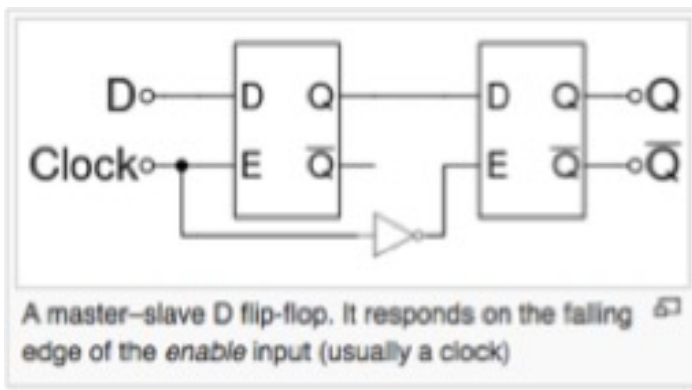 D D Q D Q Q
Clock E Q̅ E Q̅ Q̅
A master–slave D flip-flop. It responds on the falling
edge of the enable input (usually a clock)